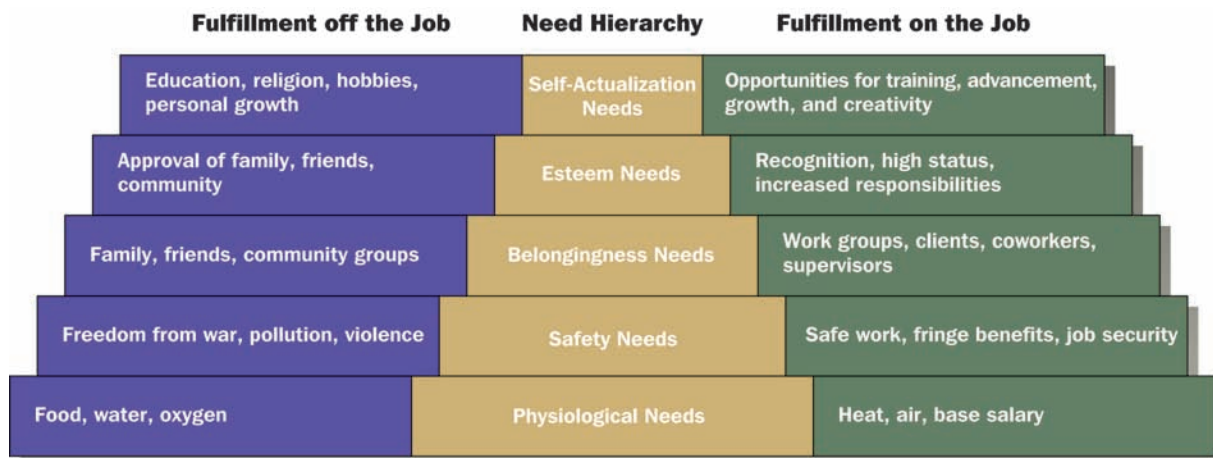 Fulfillment off the Job
Need Hierarchy
Fulfillment on the Job
Education, religion, hobbies,
personal growth
Self-Actualization
Needs
Opportunities for training, advancement,
growth, and creativity
Approval of family, friends,
community
Esteem Needs
Recognition, high status,
increased responsibilities
Family, friends, community groups
Belongingness Needs
Work groups, clients, coworkers,
supervisors
Freedom from war, pollution, violence
Safety Needs
Safe work, fringe benefits, job security
Food, water, oxygen
Physiological Needs
Heat, air, base salary